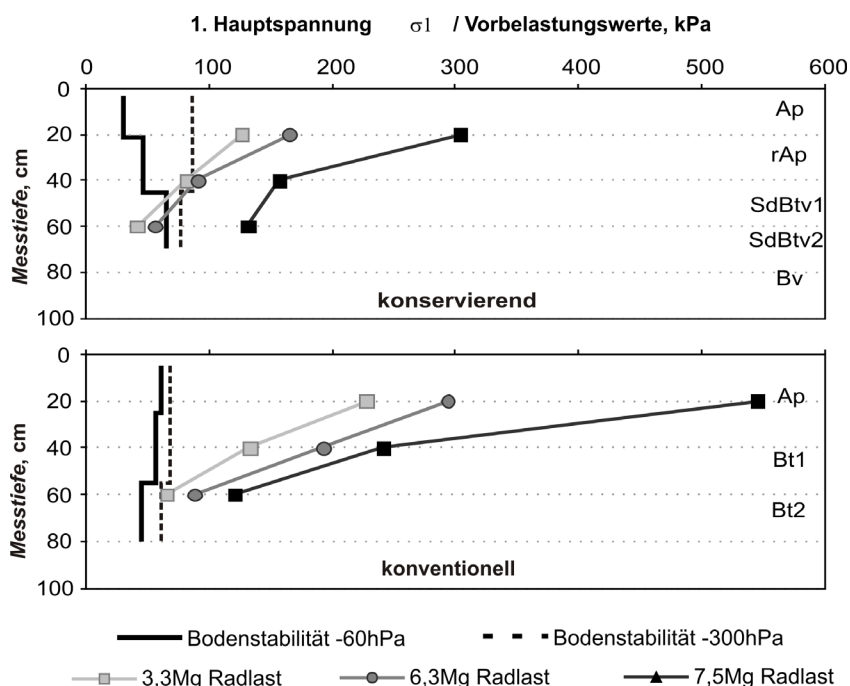 1. Hauptspannung σ1 / Vorbelastungswerte, kPa
0 100 200 300 400 500 600
Messtiefe, cm
0
20
40
60
80
100
Ap
rAp
SdBtv1
SdBtv2
Bv
konservierend
Messtiefe, cm
0
20
40
60
80
100
Ap
Bt1
Bt2
konventionell
Bodenstabilität -60hPa Bodenstabilität -300hPa
3.3Mg Radlast 6,3Mg Radlast 7,5Mg Radlast